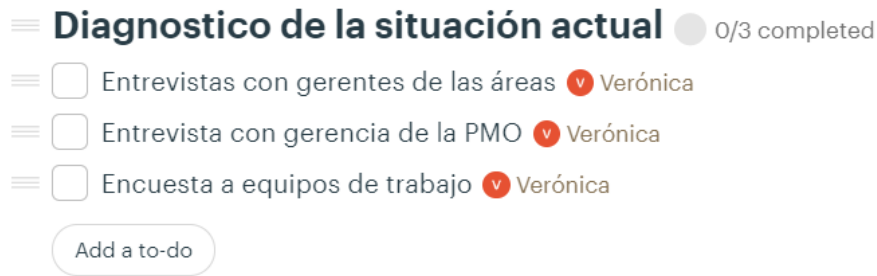 Diagnostico de la situación actual 0/3 completed
Entrevistas con gerentes de las áreas V Verónica
Entrevista con gerencia de la PMO V Verónica
Encuesta a equipos de trabajo V Verónica
Add a to-do